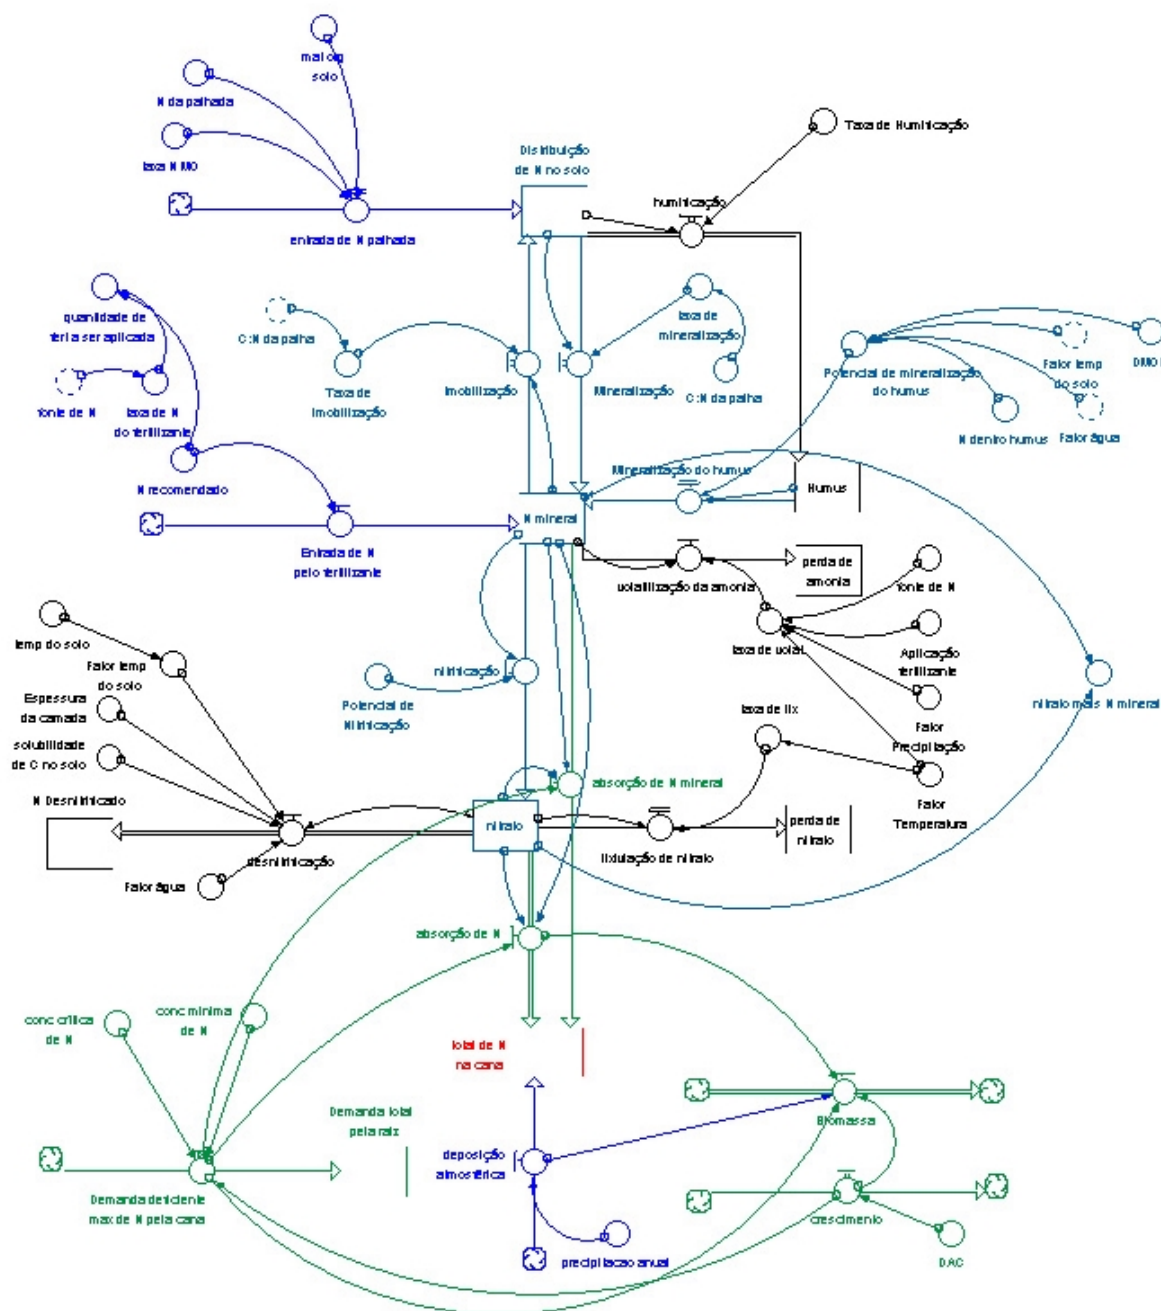 mat org
solo
N da palhada
taxa N MO
entrada de N palhada
Distribuição
de N no solo
Taxa de Humificação
humificação
quantidade de
fert a ser aplicada
fonte de N
taxa de N
do fertilizante
N recomendado
Entrada de N
pelo fertilizante
C:N da palha
Taxa de
Imobilização
Imobilização
taxa de
mineralização
Mineralização
C:N da palha
Potencial de mineralização
do humus
Fator temp
do solo
N dentro humus
Fator água
Mineralização do humus
Humus
N mineral
volatilização da amonia
perda de
amonia
fonte de N
taxa de volat.
Aplicação
fertilizante
Fator
Precipitação
Fator
Temperatura
nitrato mais N mineral
temp do solo
Fator temp
do solo
Espessura
da camada
solubilidade
de C no solo
N Desnitrificado
desnitrificação
Fator água
nitrificação
Potencial de
Nitrificação
taxa de lix
absorção de N mineral
nitrato
lixiviação de nitrato
perda de
nitrato
absorção de N
conc critica
de N
conc minima
de N
total de N
na cana
Demanda total
pela raiz
Demanda deficiente
max de N pela cana
deposição
atmosférica
precipitacao anual
Biomassa
crescimento
DAC